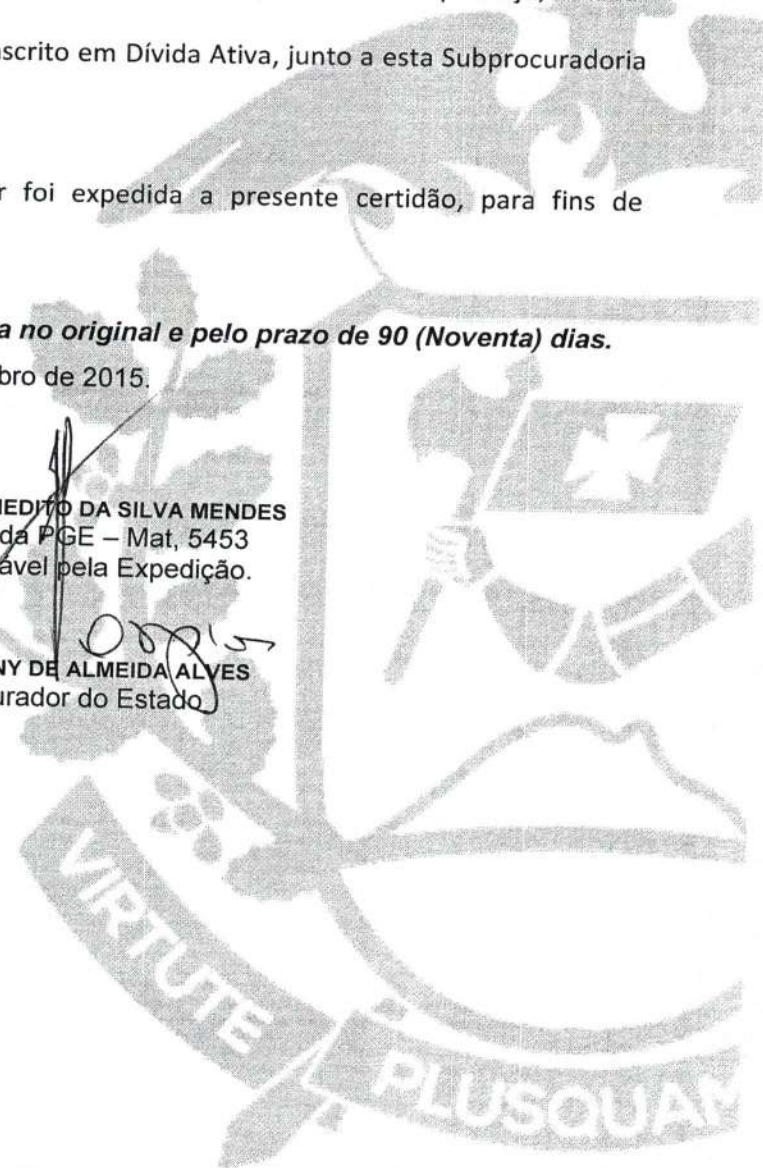 scrito em Dívida Ativa, junto a esta Subprocuradoria
r foi expedida a presente certidão, para fins de
a no original e pelo prazo de 90 (Noventa) dias.
bro de 2015.
NEDITO DA SILVA MENDES
da PGE – Mat, 5453
ável pela Expedição.
NY DE ALMEIDA ALVES
urador do Estado
VIRTUTE
PLUSQUAM